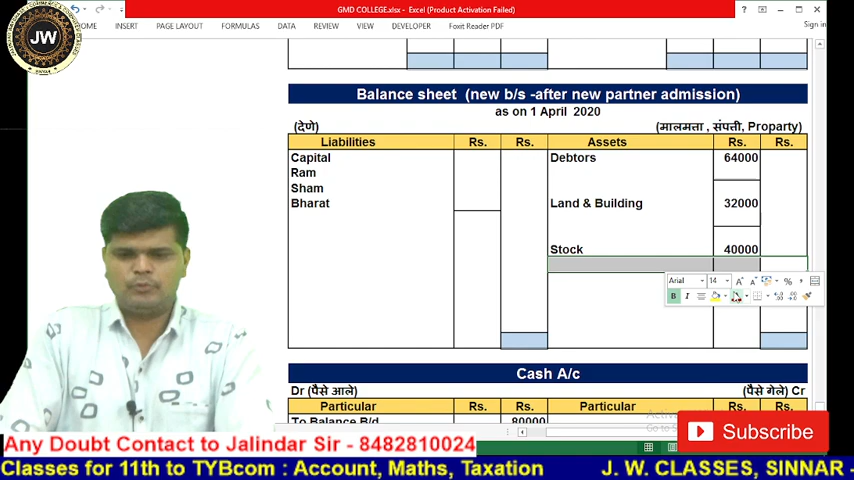 GMD COLLEGE.xlsx - Excel (Product Activation Failed)
JW
HOME INSERT PAGE LAYOUT FORMULAS DATA REVIEW VIEW DEVELOPER Foxit Reader PDF Sign in
Balance sheet (new b/s -after new partner admission)
as on 1 April 2020
(देणे) (मालमत्ता , संपत्ती, Proparty)
Liabilities Rs. Rs. Assets Rs. Rs.
Capital Debtors 64000
Ram
Sham
Bharat Land & Building 32000
Stock 40000
Arial 14
B I
Cash A/c
Dr (पैसे आले) (पैसे गेले) Cr
Particular Rs. Rs. Particular Rs. Rs.
To Balance B/d 80000
Subscribe
Any Doubt Contact to Jalindar Sir - 8482810024
Classes for 11th to TYBcom : Account, Maths, Taxation J. W. CLASSES, SINNAR -